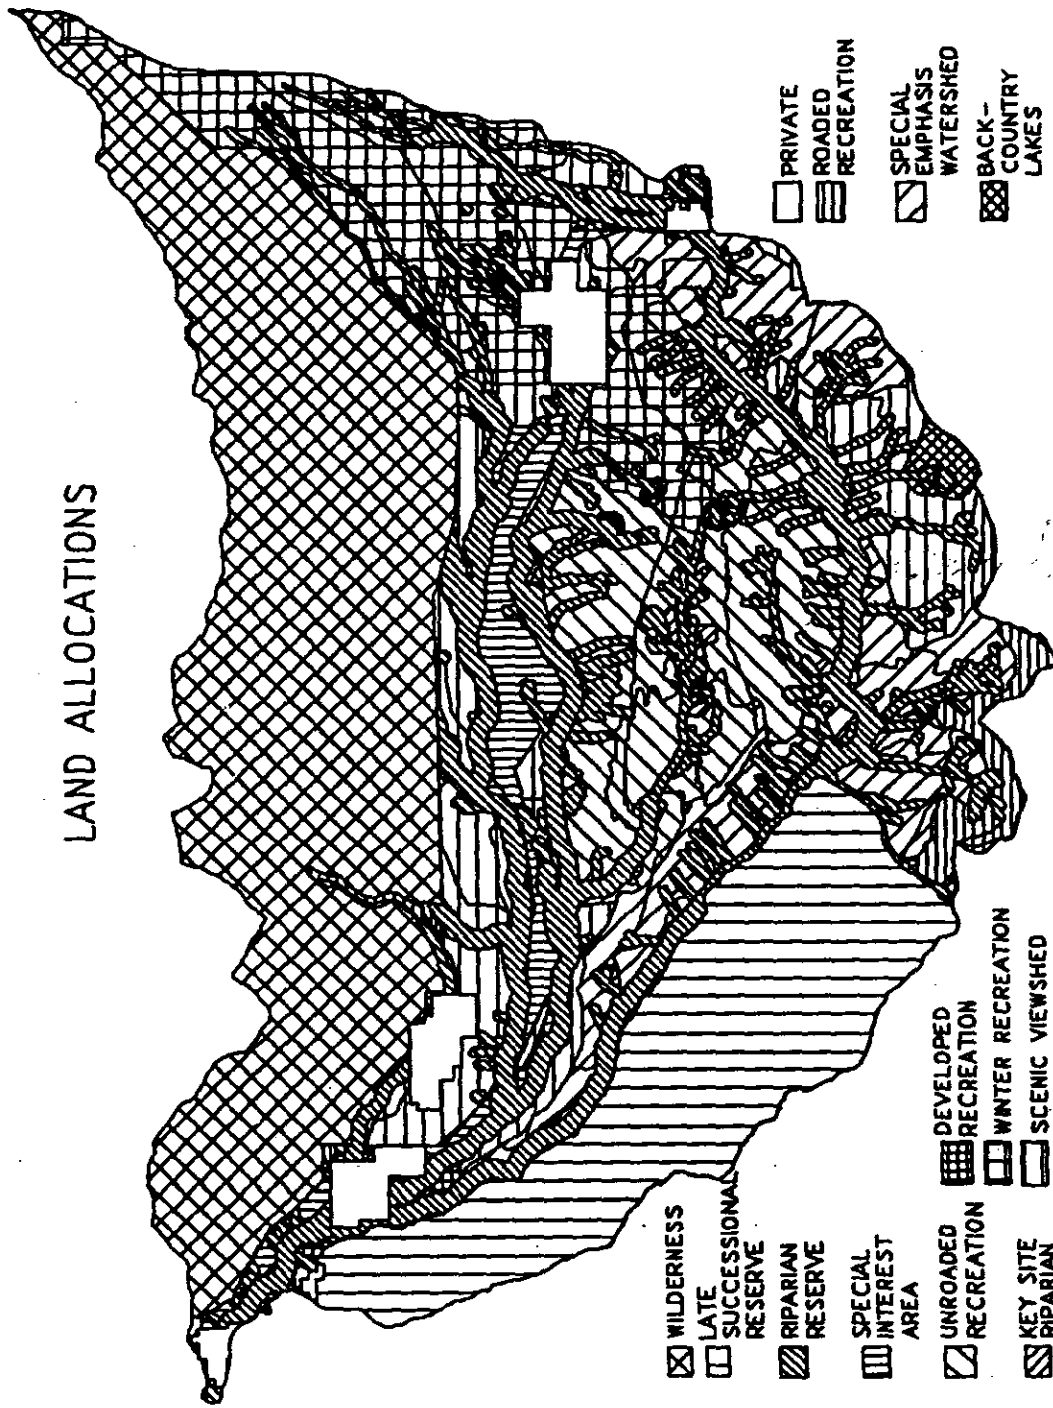 LAND ALLOCATIONS
WILDERNESS
LATE
SUCCESSIONAL
RESERVE
RIPARIAN
RESERVE
SPECIAL
INTEREST
AREA
UNROADED
RECREATION
KEY SITE
RIPARIAN
DEVELOPED
RECREATION
WINTER RECREATION
SCENIC VIEWSHED
PRIVATE
ROADED
RECREATION
SPECIAL
EMPHASIS
WATERSHED
BACK-
COUNTRY
LAKES